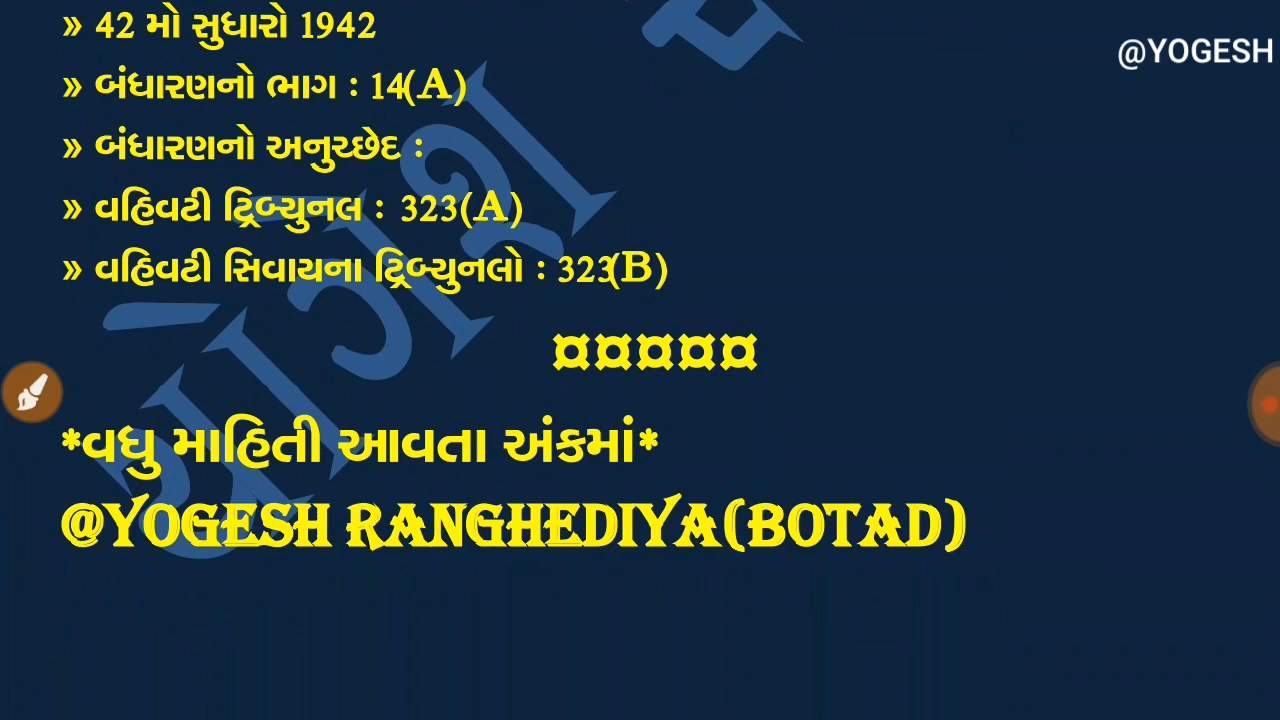 » 42 મો સુધારો 1942
@YOGESH
» બંધારણનો ભાગ : 14(A)
» બંધારણનો અનુચ્છેદ :
» વહિવટી ટ્રિબ્યુનલ : 323(A)
» વહિવટી સિવાયના ટ્રિબ્યુનલો : 323(B)
¤¤¤¤¤
*વધુ માહિતી આવતા અંકમાં*
@YOGESH RANGHEDIYA(BOTAD)
યોગેશ